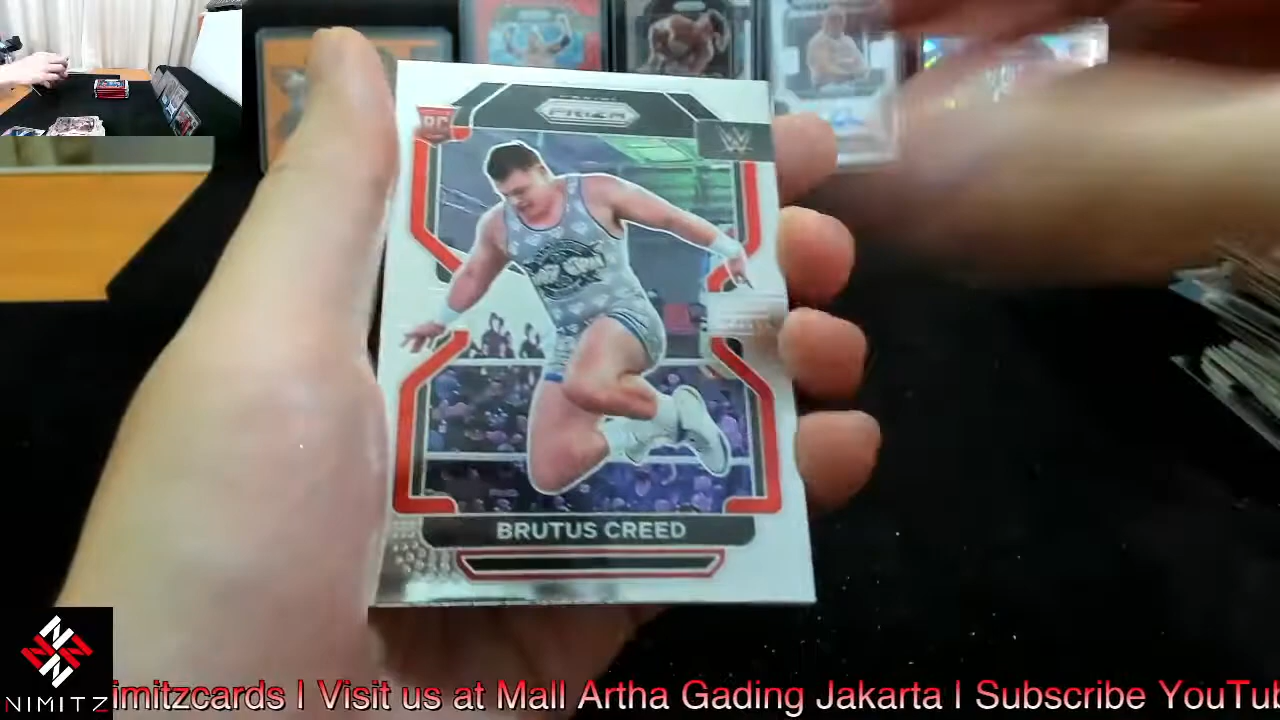 PRIZM
RC
W
BRUTUS CREED
NIMITZ
imitzcards | Visit us at Mall Artha Gading Jakarta | Subscribe YouTub